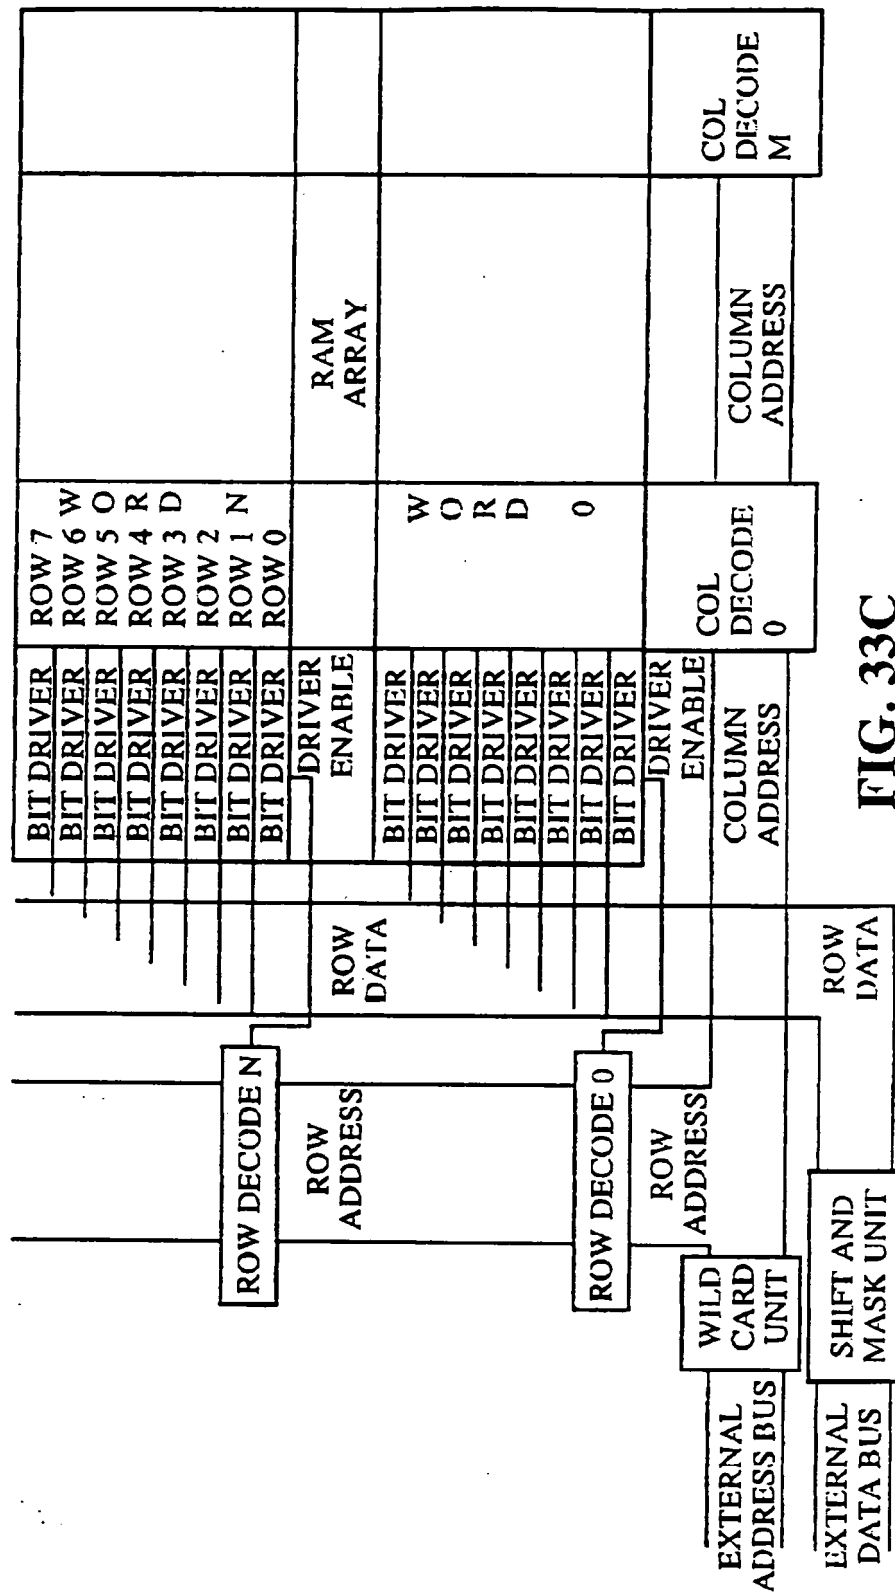 BIT DRIVER ROW 7
BIT DRIVER ROW 6 W
BIT DRIVER ROW 5 O
BIT DRIVER ROW 4 R
BIT DRIVER ROW 3 D
BIT DRIVER ROW 2
BIT DRIVER ROW 1 N
BIT DRIVER ROW 0
ROW DECODE N
DRIVER
ENABLE
RAM
ARRAY
ROW
ADDRESS
ROW
DATA
BIT DRIVER
BIT DRIVER W
BIT DRIVER O
BIT DRIVER R
BIT DRIVER D
BIT DRIVER
BIT DRIVER 0
BIT DRIVER
ROW DECODE 0
DRIVER
ENABLE
ROW
ADDRESS
EXTERNAL
ADDRESS BUS
WILD
CARD
UNIT
COLUMN
ADDRESS
COL
DECODE
0
COLUMN
ADDRESS
COL
DECODE
M
EXTERNAL
DATA BUS
SHIFT AND
MASK UNIT
ROW
DATA
FIG. 33C